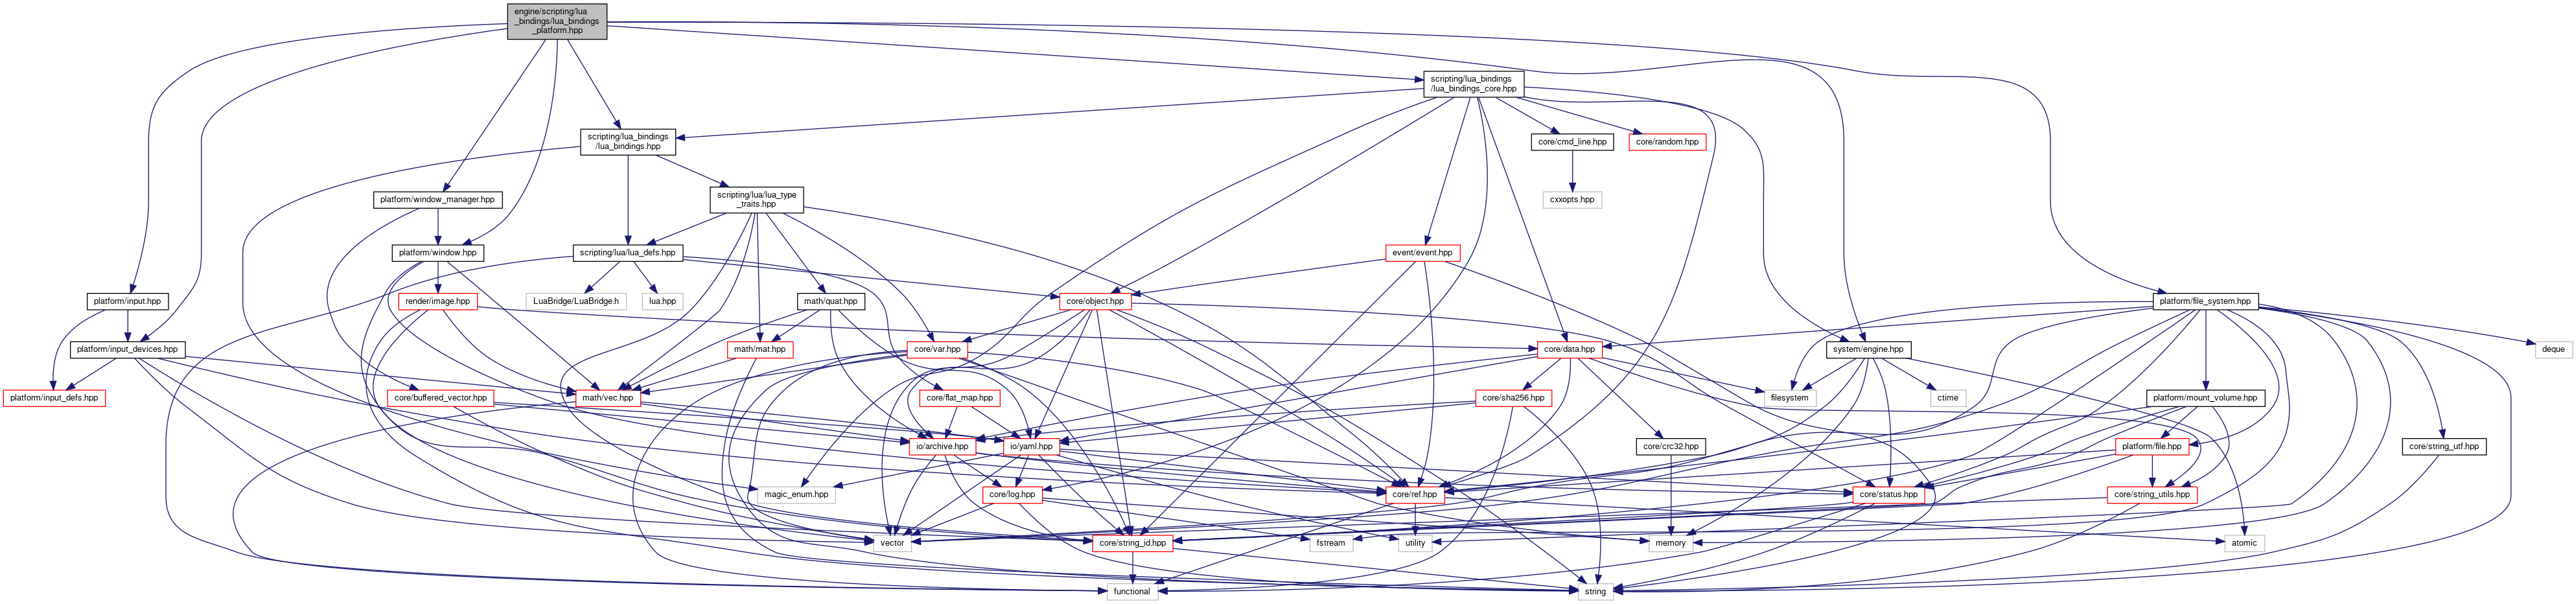 engine/scripting/lua
_bindings/lua_bindings
_platform.hpp
scripting/lua_bindings
/lua_bindings_core.hpp
scripting/lua_bindings
/lua_bindings.hpp
core/cmd_line.hpp
core/random.hpp
platform/window_manager.hpp
scripting/lua/lua_type
_traits.hpp
cxxopts.hpp
platform/window.hpp
scripting/lua/lua_defs.hpp
event/event.hpp
platform/input.hpp
render/image.hpp
LuaBridge/LuaBridge.h
lua.hpp
math/quat.hpp
core/object.hpp
platform/file_system.hpp
platform/input_devices.hpp
math/mat.hpp
core/var.hpp
core/data.hpp
system/engine.hpp
deque
platform/input_defs.hpp
core/buffered_vector.hpp
math/vec.hpp
core/flat_map.hpp
core/sha256.hpp
filesystem
ctime
platform/mount_volume.hpp
io/archive.hpp
io/yaml.hpp
core/crc32.hpp
platform/file.hpp
core/string_utf.hpp
magic_enum.hpp
core/log.hpp
core/ref.hpp
core/status.hpp
core/string_utils.hpp
vector
core/string_id.hpp
fstream
utility
memory
atomic
functional
string